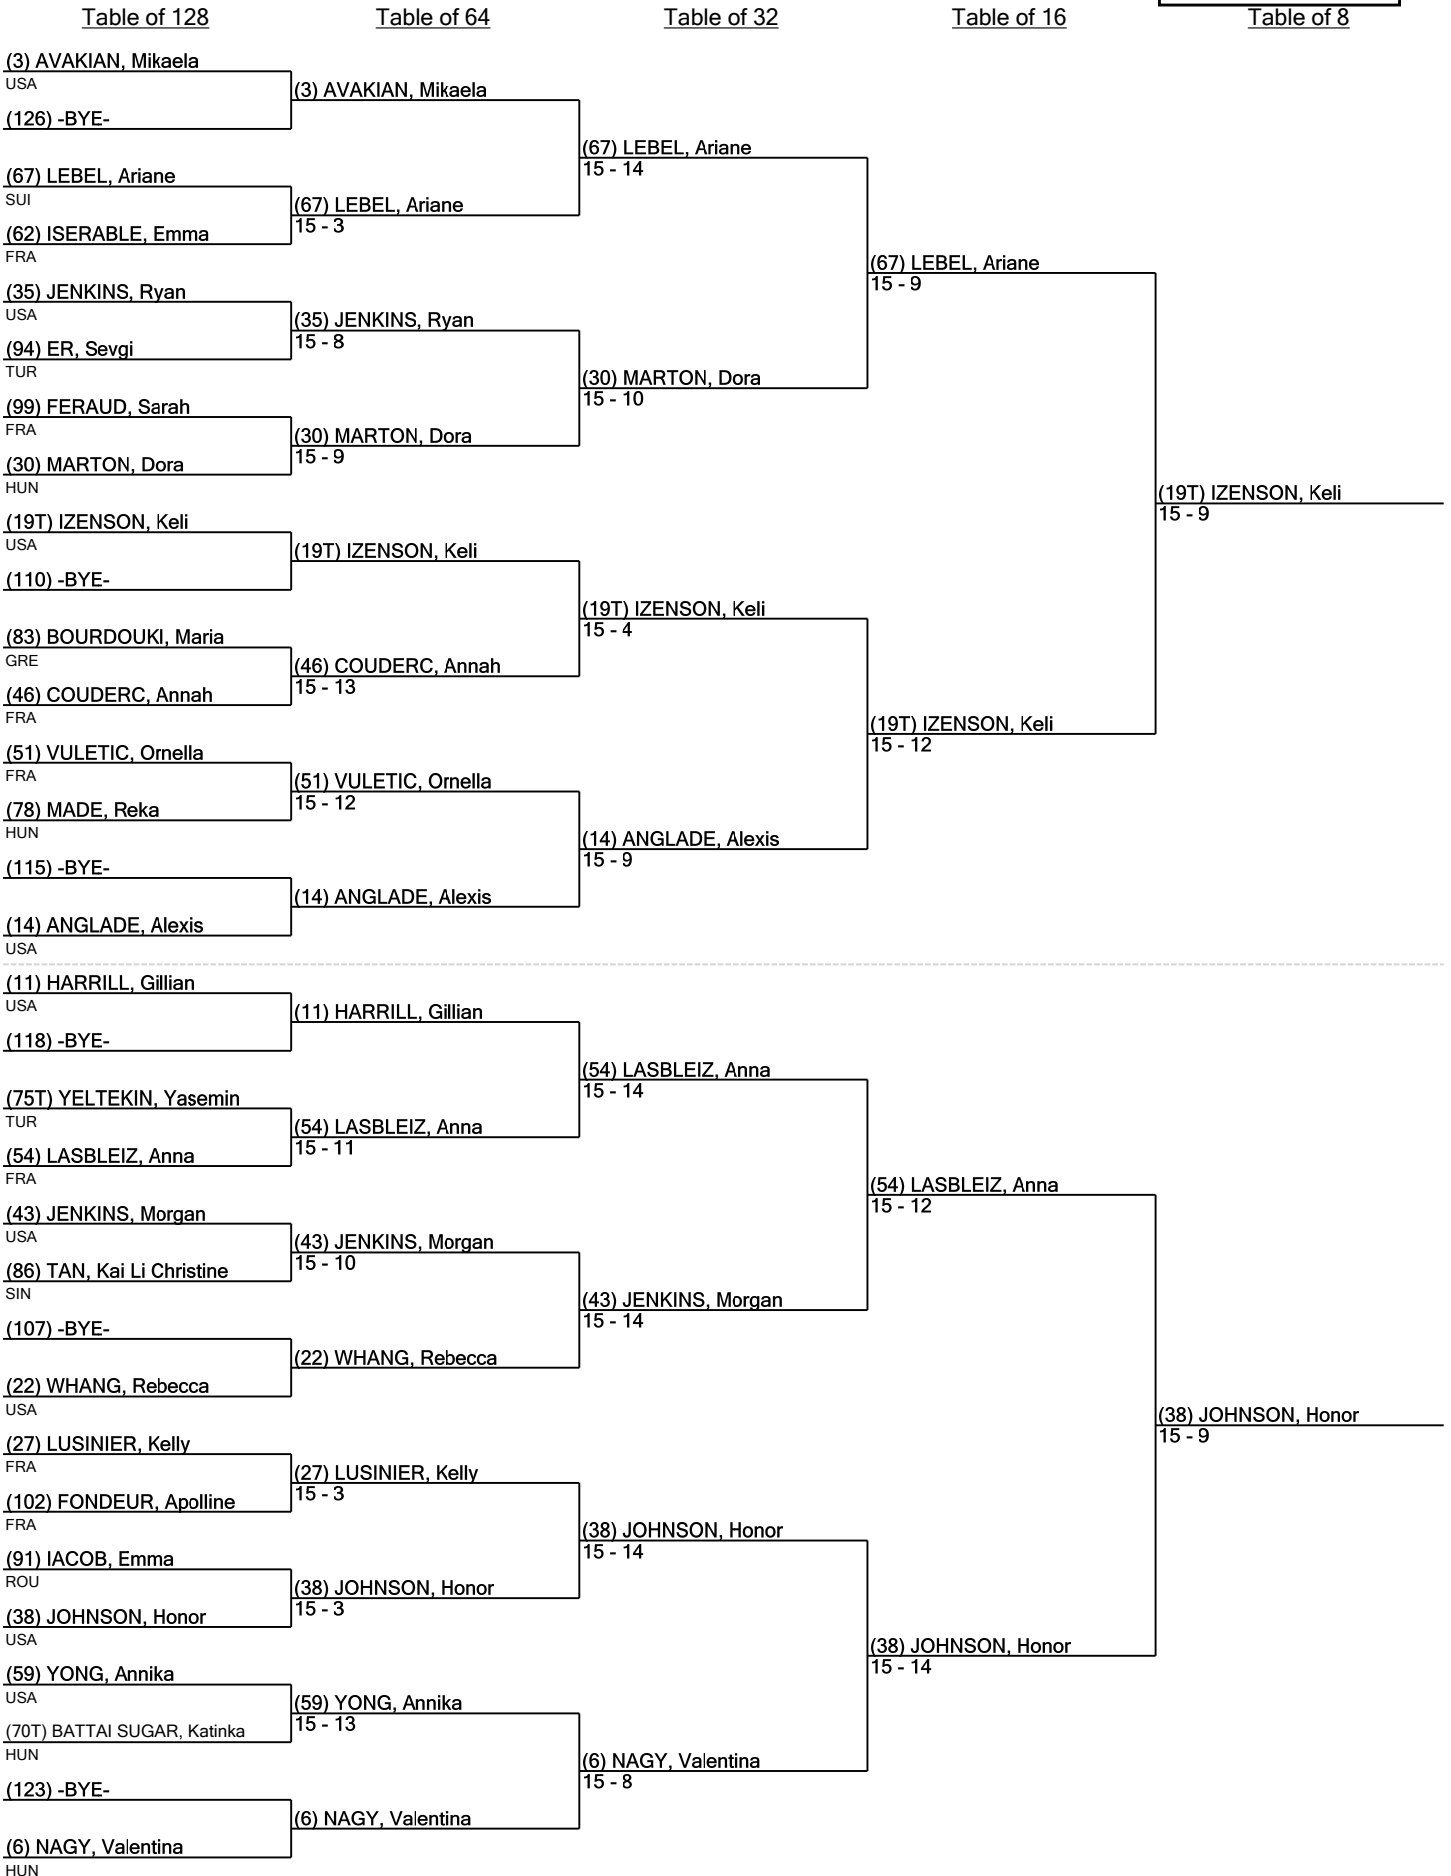 Table of 128 Table of 64 Table of 32 Table of 16 Table of 8
(3) AVAKIAN, Mikaela
USA
(3) AVAKIAN, Mikaela
(126) -BYE-
(67) LEBEL, Ariane
15 - 14
(67) LEBEL, Ariane
SUI
(67) LEBEL, Ariane
15 - 3
(62) ISERABLE, Emma
FRA
(67) LEBEL, Ariane
15 - 9
(35) JENKINS, Ryan
USA
(35) JENKINS, Ryan
15 - 8
(94) ER, Sevgi
TUR
(30) MARTON, Dora
15 - 10
(99) FERAUD, Sarah
FRA
(30) MARTON, Dora
15 - 9
(30) MARTON, Dora
HUN
(19T) IZENSON, Keli
15 - 9
(19T) IZENSON, Keli
USA
(19T) IZENSON, Keli
(110) -BYE-
(19T) IZENSON, Keli
15 - 4
(83) BOURDOUKI, Maria
GRE
(46) COUDERC, Annah
15 - 13
(46) COUDERC, Annah
FRA
(19T) IZENSON, Keli
15 - 12
(51) VULETIC, Ornella
FRA
(51) VULETIC, Ornella
15 - 12
(78) MADE, Reka
HUN
(14) ANGLADE, Alexis
15 - 9
(115) -BYE-
(14) ANGLADE, Alexis
(14) ANGLADE, Alexis
USA
(11) HARRILL, Gillian
USA
(11) HARRILL, Gillian
(118) -BYE-
(54) LASBLEIZ, Anna
15 - 14
(75T) YELTEKIN, Yasemin
TUR
(54) LASBLEIZ, Anna
15 - 11
(54) LASBLEIZ, Anna
FRA
(54) LASBLEIZ, Anna
15 - 12
(43) JENKINS, Morgan
USA
(43) JENKINS, Morgan
15 - 10
(86) TAN, Kai Li Christine
SIN
(43) JENKINS, Morgan
15 - 14
(107) -BYE-
(22) WHANG, Rebecca
(22) WHANG, Rebecca
USA
(38) JOHNSON, Honor
15 - 9
(27) LUSINIER, Kelly
FRA
(27) LUSINIER, Kelly
15 - 3
(102) FONDEUR, Apolline
FRA
(38) JOHNSON, Honor
15 - 14
(91) IACOB, Emma
ROU
(38) JOHNSON, Honor
15 - 3
(38) JOHNSON, Honor
USA
(38) JOHNSON, Honor
15 - 14
(59) YONG, Annika
USA
(59) YONG, Annika
15 - 13
(70T) BATTAI SUGAR, Katinka
HUN
(6) NAGY, Valentina
15 - 8
(123) -BYE-
(6) NAGY, Valentina
(6) NAGY, Valentina
HUN